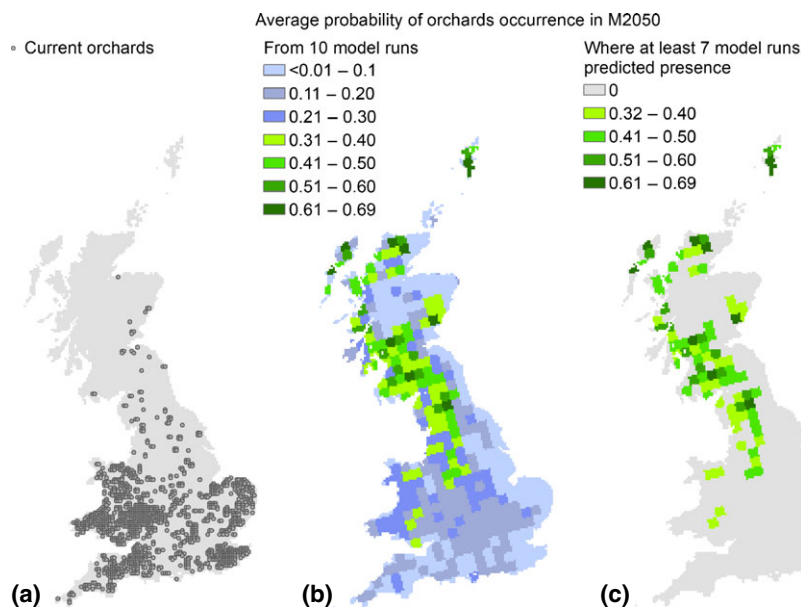 Average probability of orchards occurrence in M2050
Current orchards
From 10 model runs
<0.01 – 0.1
0.11 – 0.20
0.21 – 0.30
0.31 – 0.40
0.41 – 0.50
0.51 – 0.60
0.61 – 0.69
Where at least 7 model runs
predicted presence
0
0.32 – 0.40
0.41 – 0.50
0.51 – 0.60
0.61 – 0.69
(a)
(b)
(c)